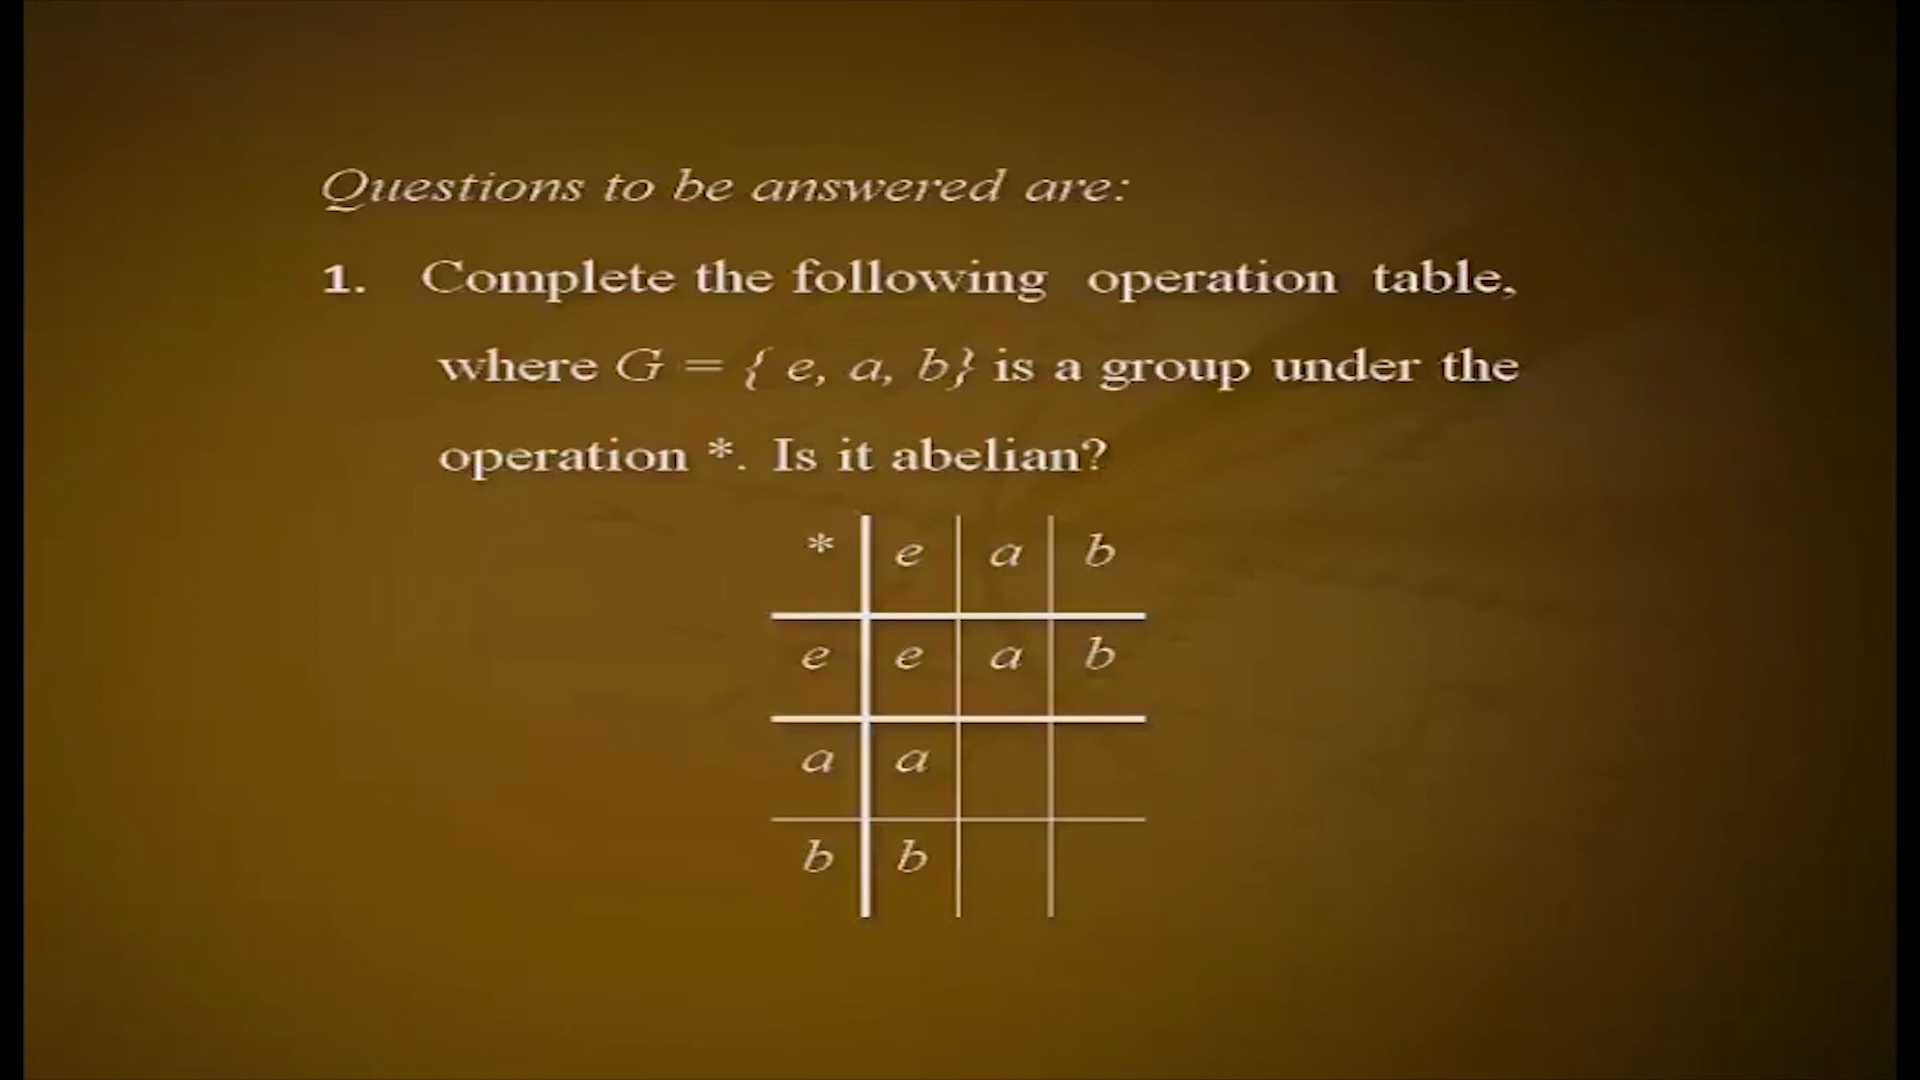 Questions to be answered are:
1. Complete the following operation table,
where G = { e, a, b} is a group under the
operation *. Is it abelian?
* e a b
e e a b
a a
b b